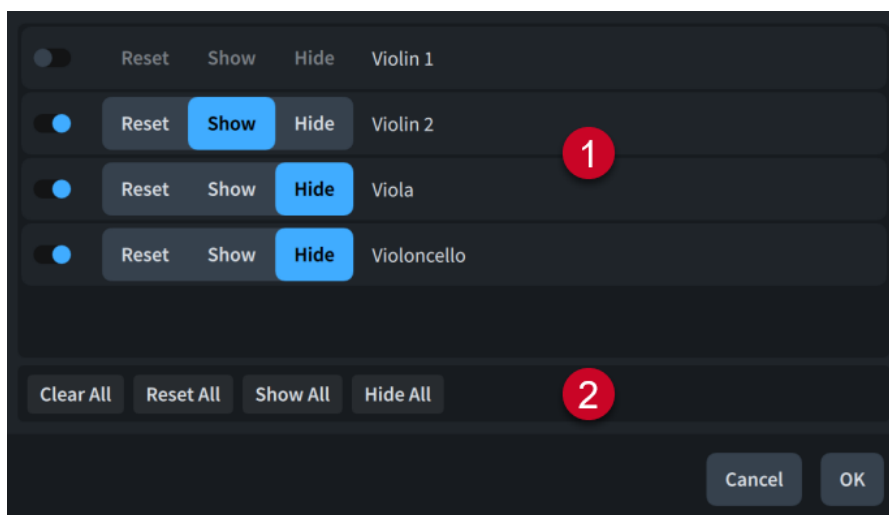 Reset Show Hide Violin 1
Reset Show Hide Violin 2
1
Reset Show Hide Viola
Reset Show Hide Violoncello
Clear All Reset All Show All Hide All 2
Cancel OK